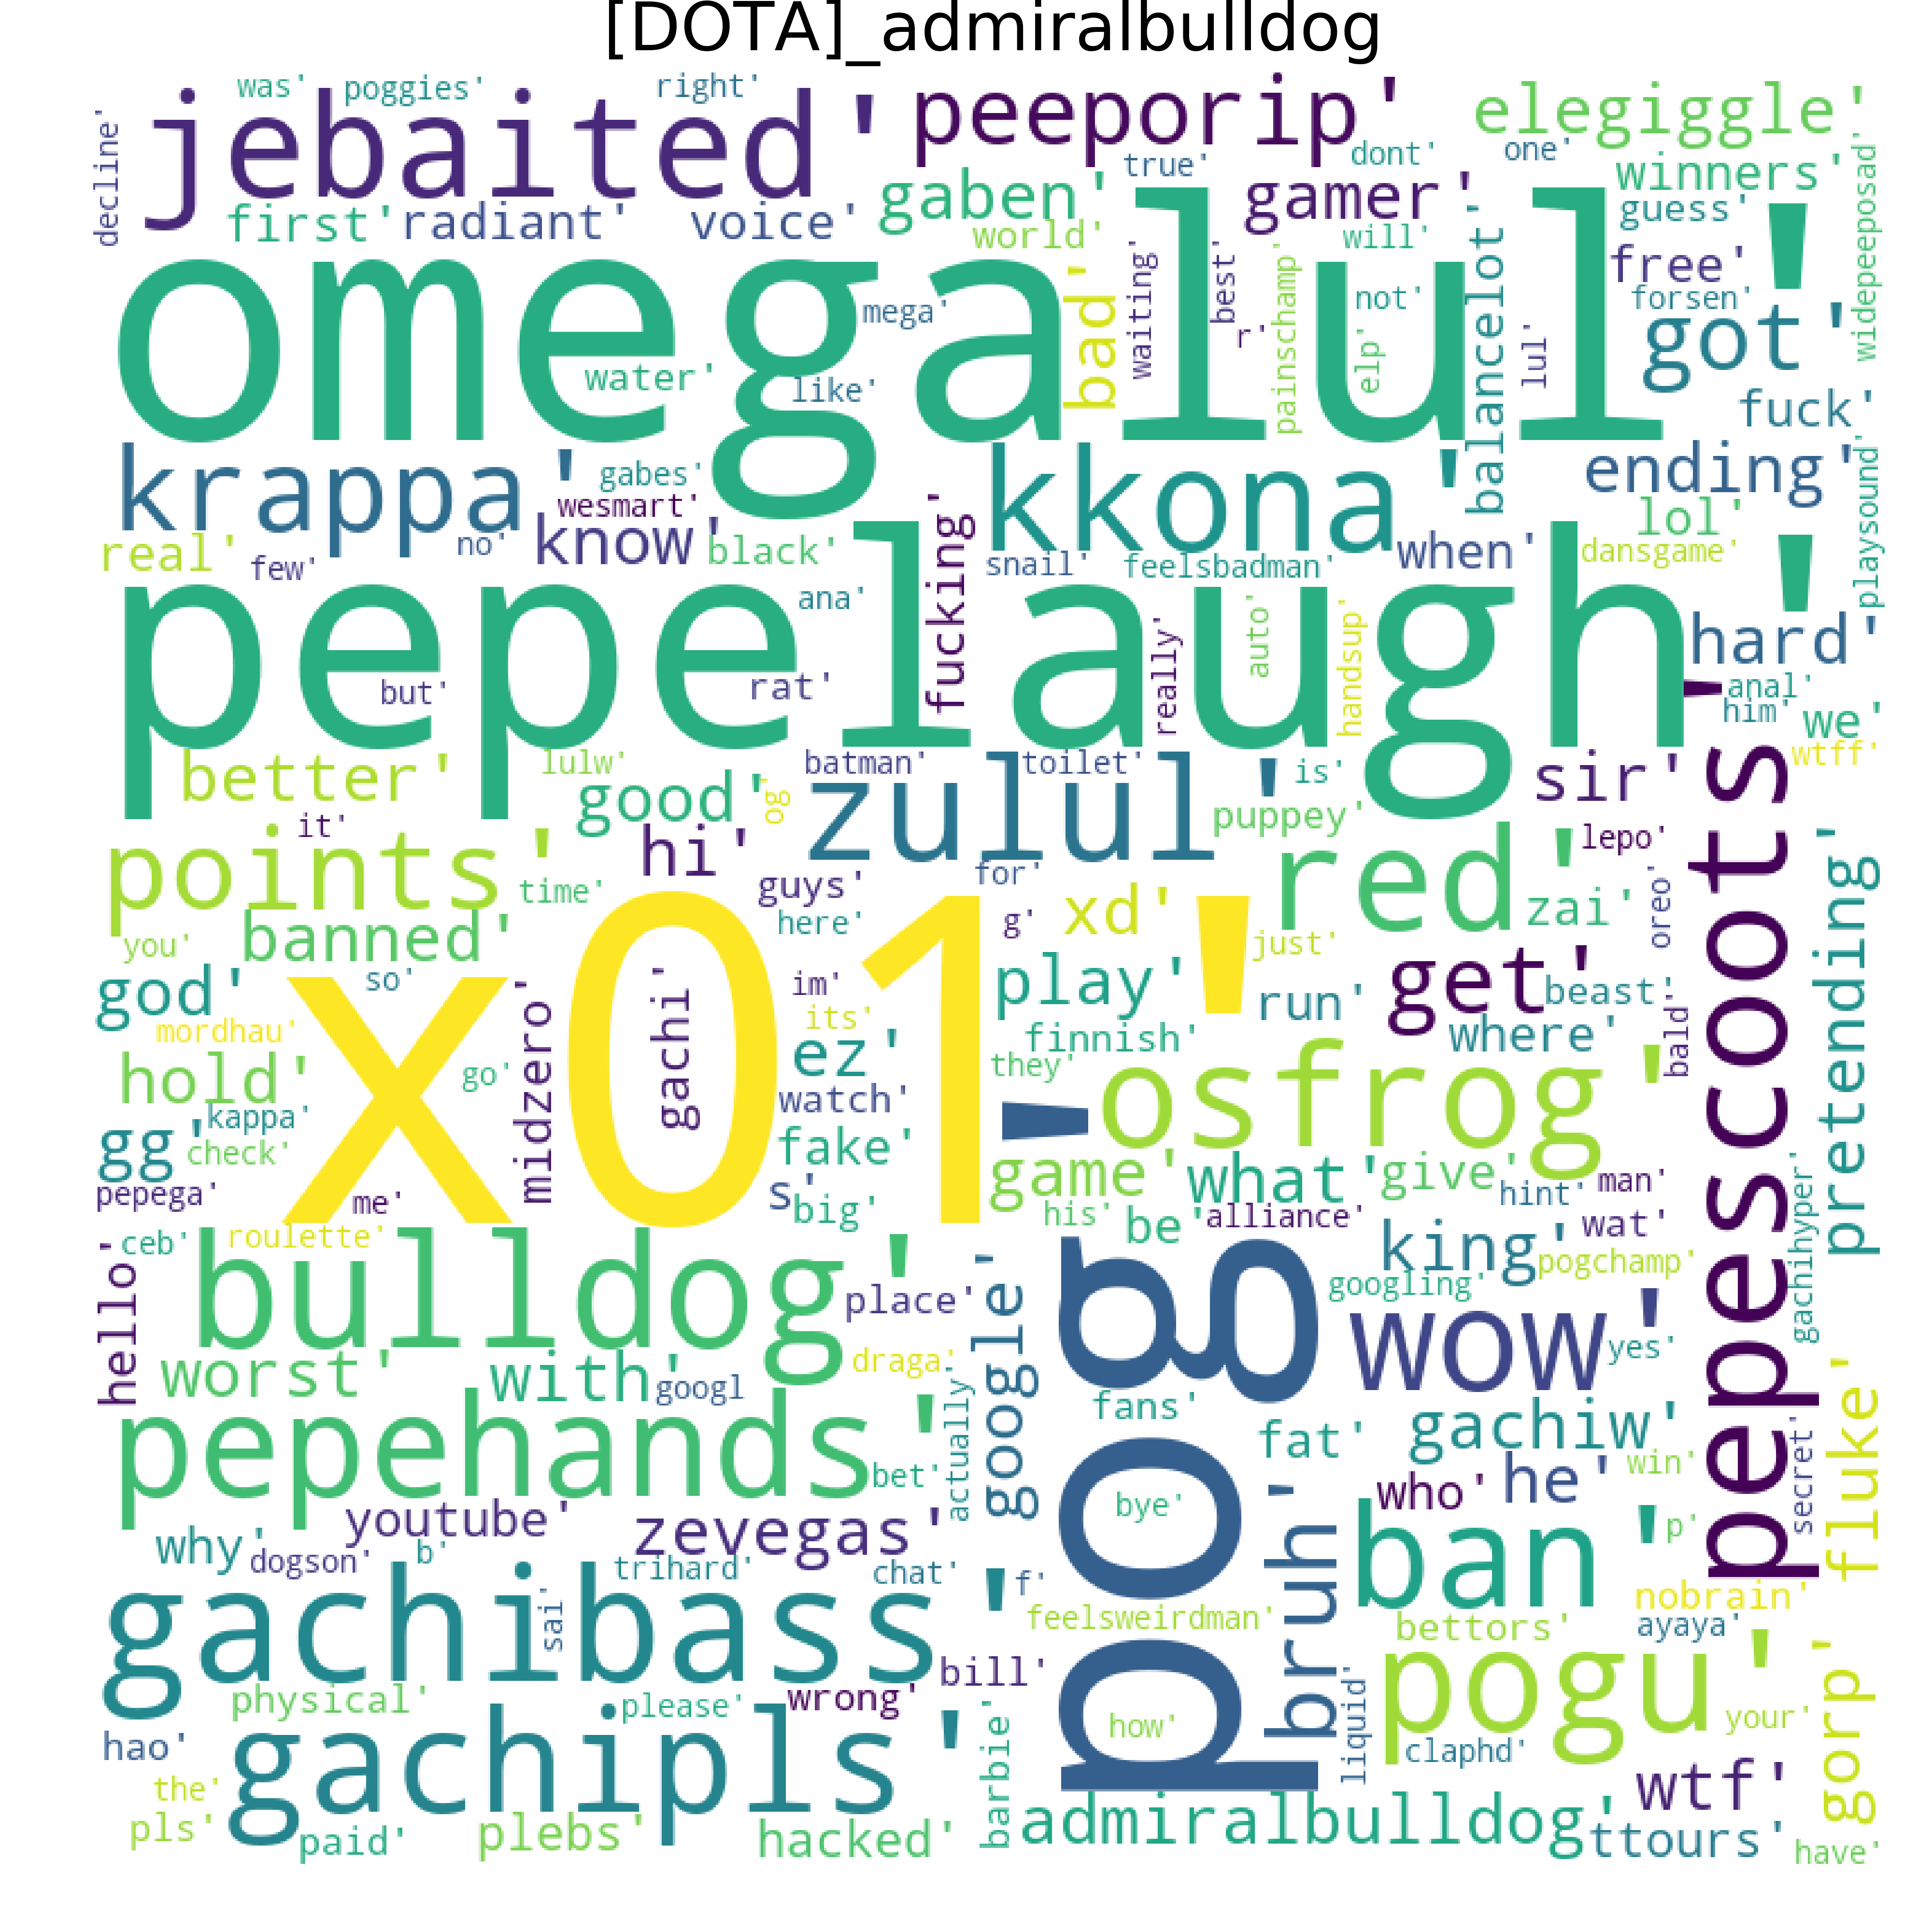 [DOTA]_admiralbulldog
was' poggies' right'
decline'
jebaited' peeporip' elegiggle'
true' dont' one'
winners'
widepeeposad'
first' radiant' voice' gaben' gamer'
guess'
world' will' balancelot'
free'
omegalul'
mega' bad' waiting' best' painschamp' not' forsen'
elp' lul' got'
water' like' fuck'
krappa' gabes' kkona' ending'
wesmart' playsound'
real' few' no' know' black' fucking' snail' feelsbadman' when' lol' dansgame'
pepelaugh'
ana' auto' handsup' hard'
but' rat' really' anal'
him' we'
better' lulw' batman' toilet' is' sir' wtff'
good' og' zulul' puppey'
it' lepo'
points' hi' for' red' pepescoots' pretending'
time' guys' xd' zai' oreo'
you' banned' here' g' just'
god' so' im' play' get' beast'
x01'
mordhau' midzero' gachi' its' run' where' bald'
hold' go' ez' finnish'
they' osfrog'
kappa' watch'
gg' check' fake' game' what' give'
pepega' me' s' big' hint' man'
his' be' alliance' wat' gachihyper'
ceb' roulette' king' pogchamp'
hello' bulldog' place' google' pog' googling'
wow' yes'
worst' with' googl draga'
fans' fluke'
pepehands' bet' actually' fat' gachiw'
who' he' win' secret'
youtube' zevegas' bye' bruh' ban' p'
why' dogson' b' trihard' chat' f'
gachibass' sai' feelsweirdman' nobrain'
bettors' ayaya'
bill' pogu' gorp'
physical' please' wrong' liquid' your'
hao' gachipls' barbie' how' claphd'
the' wtf'
pls' paid' plebs' hacked' admiralbulldog' ttours' have'